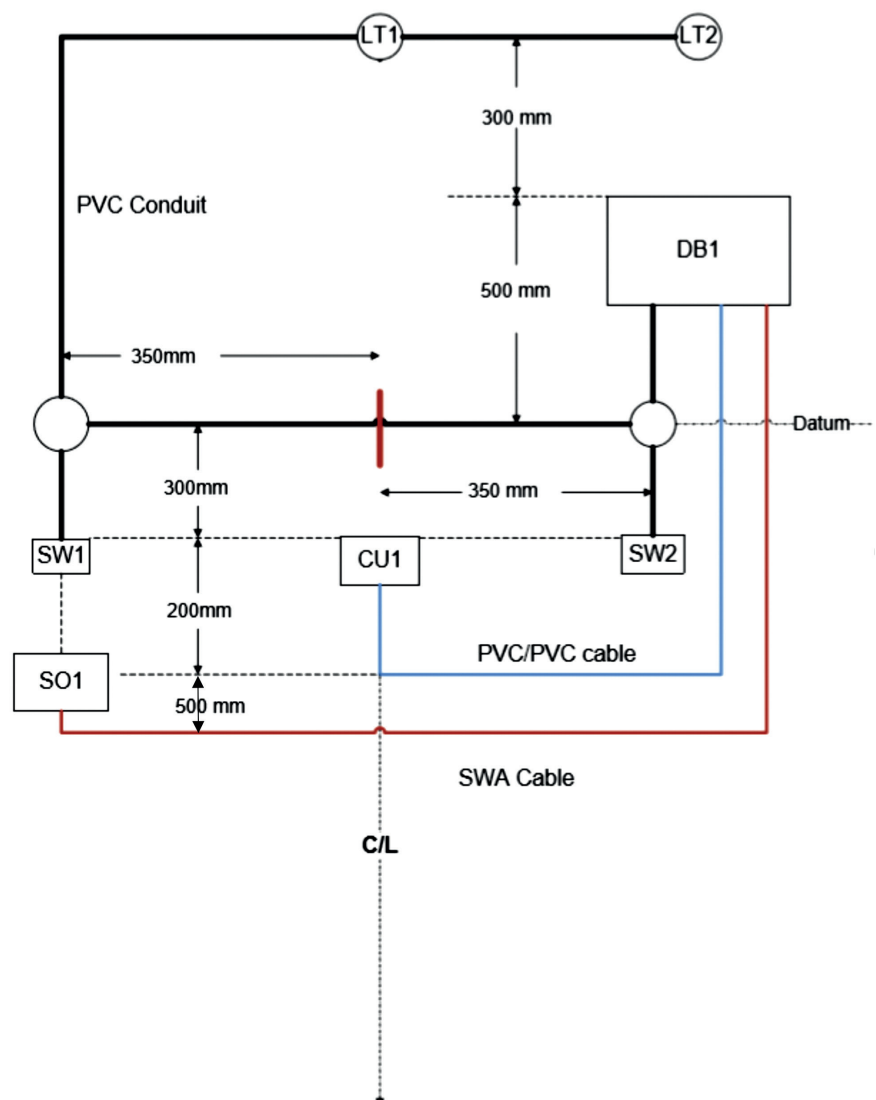 LT1
LT2
300 mm
PVC Conduit
DB1
500 mm
350mm
Datum
300mm
350 mm
SW1
CU1
SW2
200mm
PVC/PVC cable
SO1
500 mm
SWA Cable
C/L